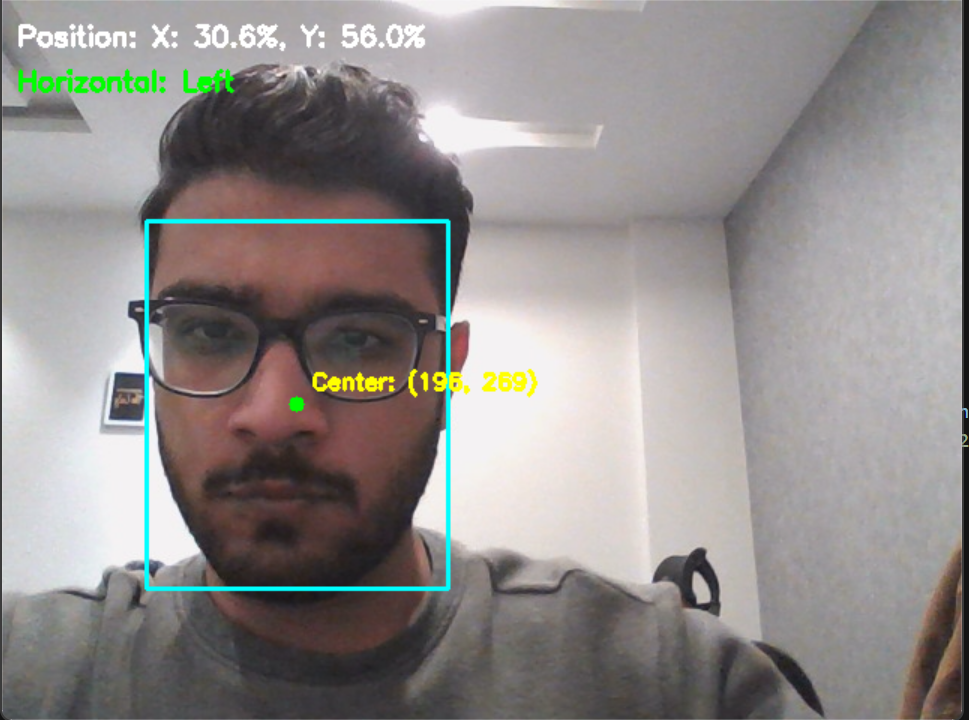 Position: X: 30.6%, Y: 56.0%
Horizontal: Left
Center: (196, 269)